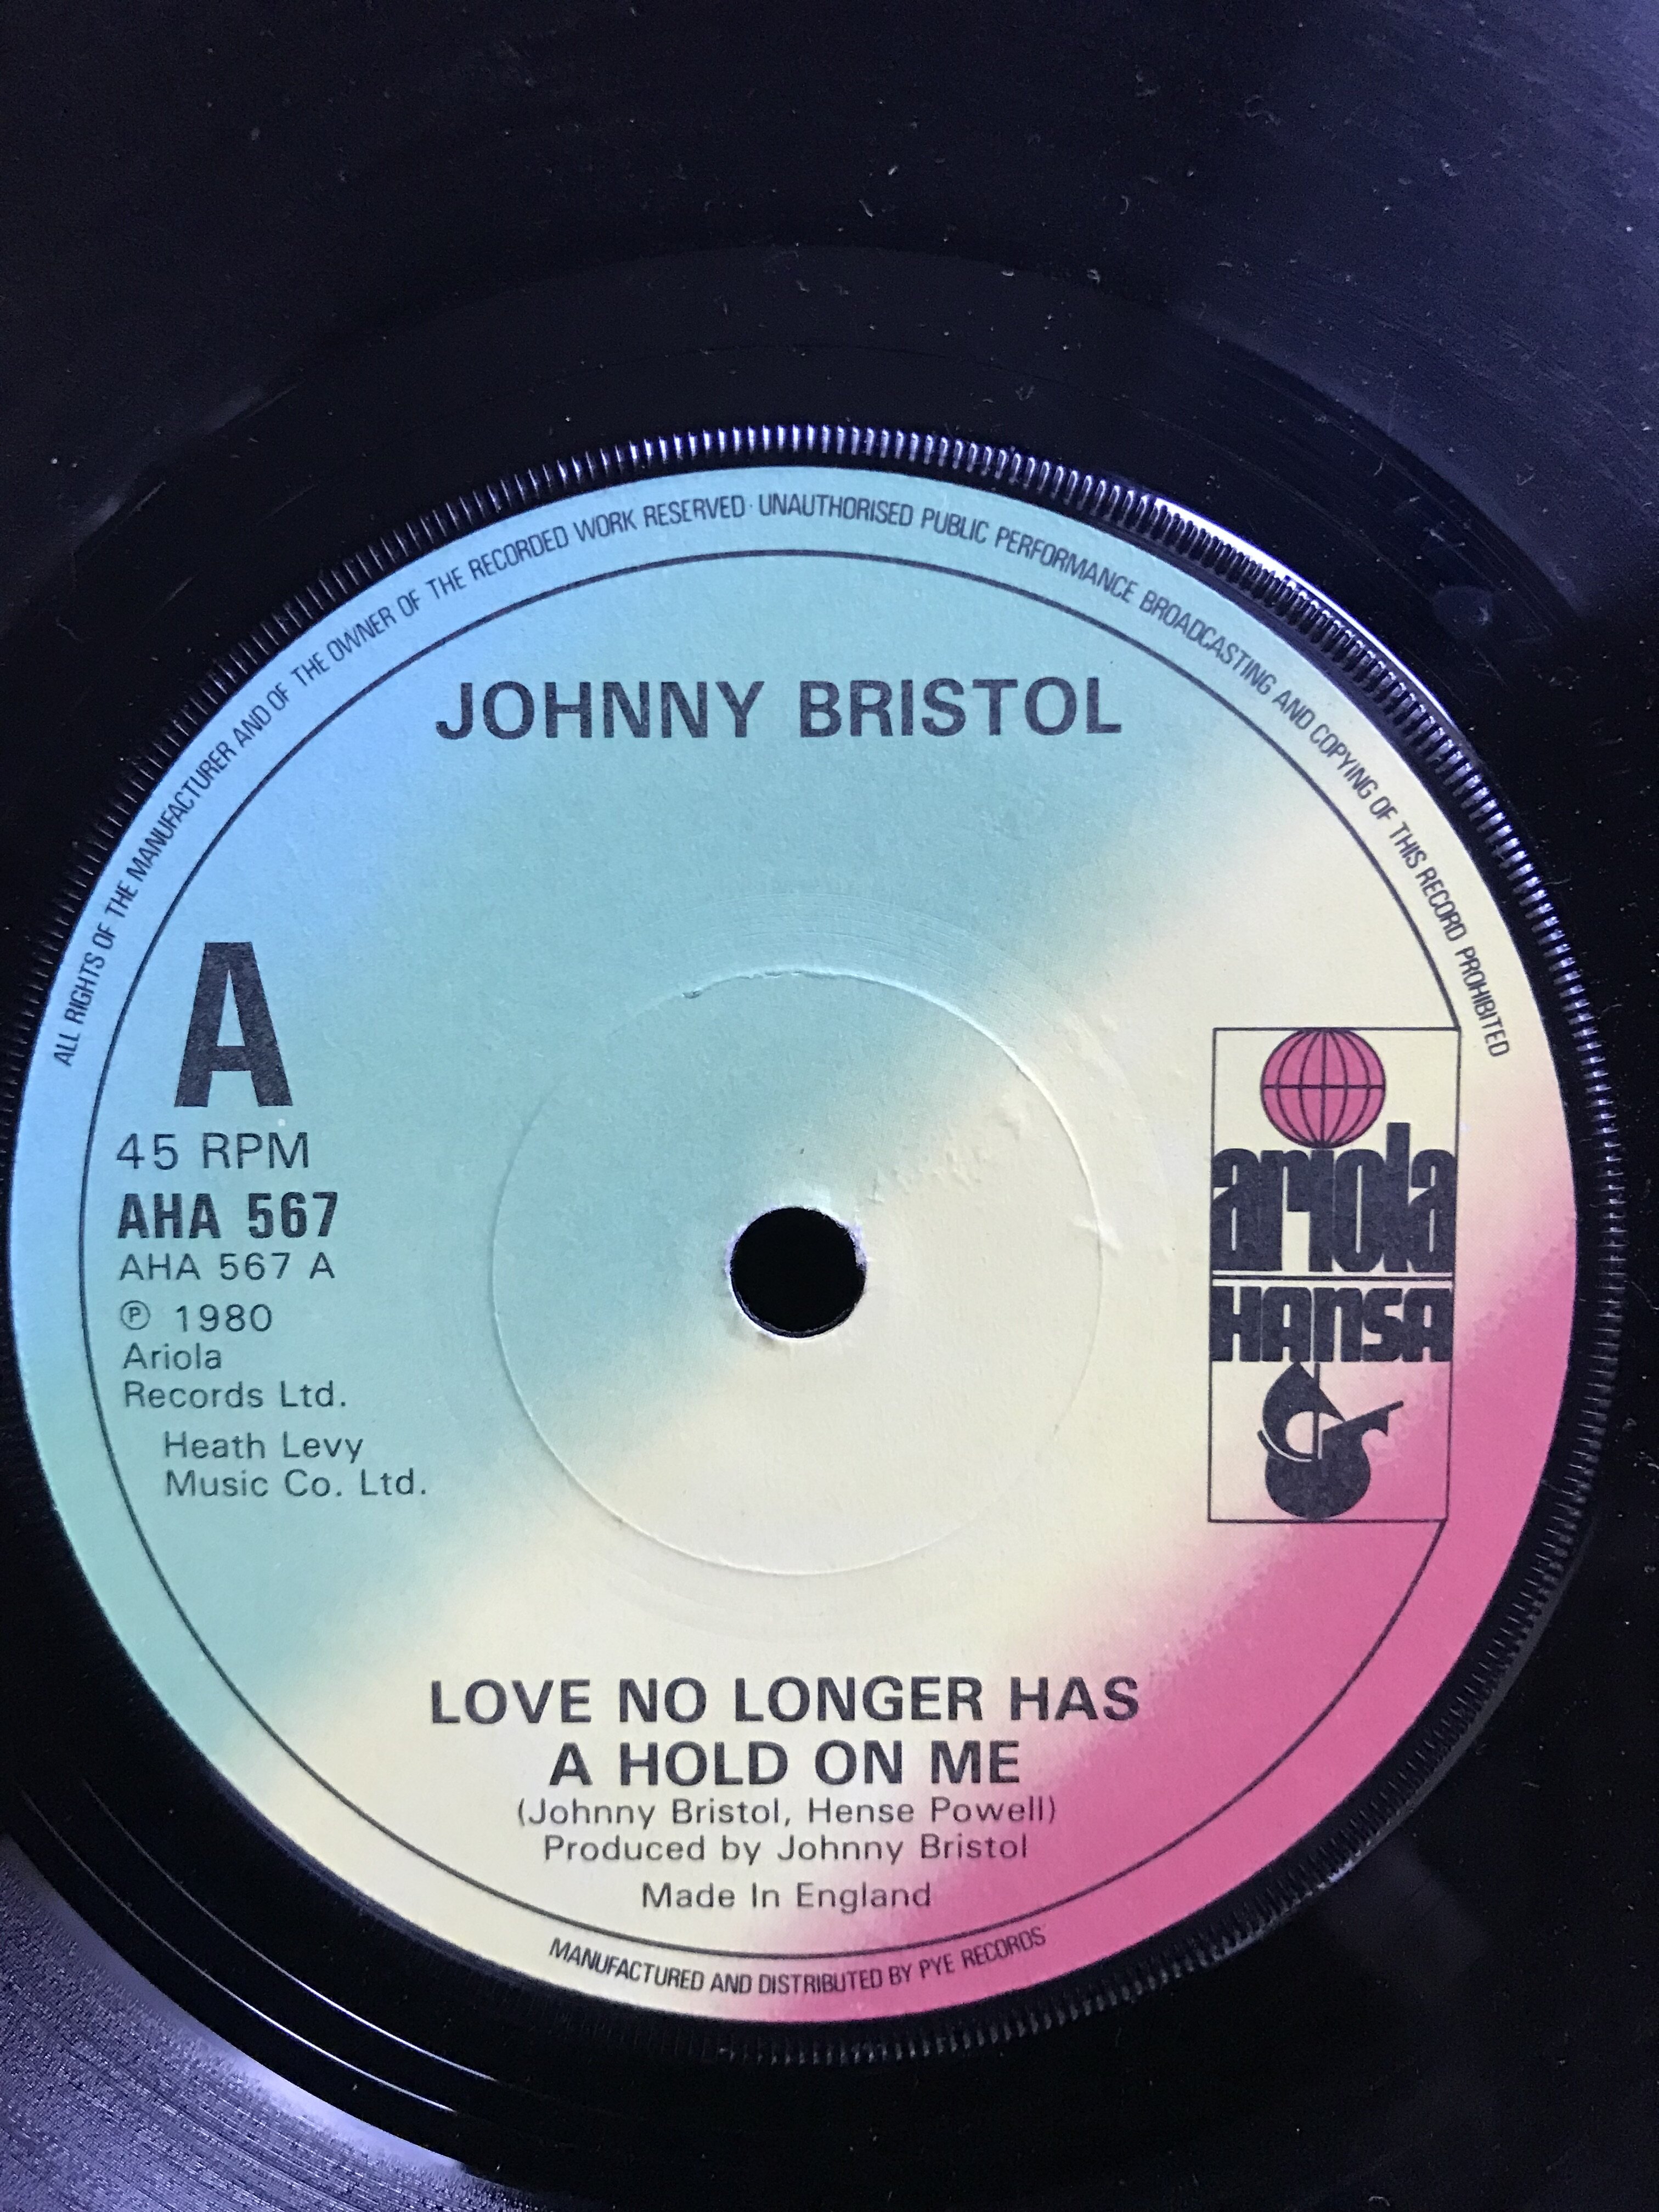 ALL RIGHTS OF THE MANUFACTURER AND OF THE OWNER OF THE RECORDED WORK RESERVED · UNAUTHORISED PUBLIC PERFORMANCE BROADCASTING AND COPYING OF THIS RECORD PROHIBITED
JOHNNY BRISTOL
A
45 RPM
AHA 567
AHA 567 A
℗ 1980
Ariola
Records Ltd.
Heath Levy
Music Co. Ltd.
ariola
HANSA
LOVE NO LONGER HAS
A HOLD ON ME
(Johnny Bristol, Hense Powell)
Produced by Johnny Bristol
Made In England
MANUFACTURED AND DISTRIBUTED BY PYE RECORDS